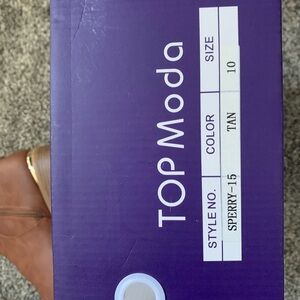 TOP Moda
STYLE NO. COLOR SIZE
SPERRY-15 TAN 10